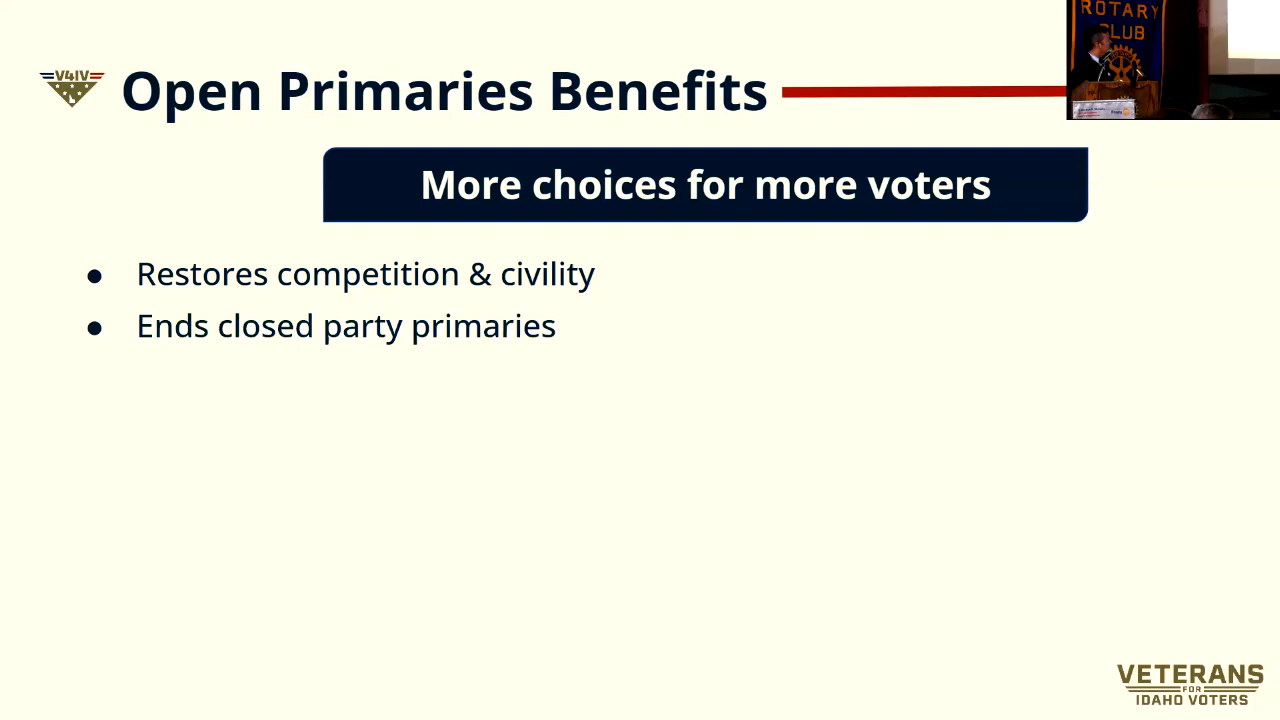 V4IV
Open Primaries Benefits
ROTARY
CLUB
More choices for more voters
● Restores competition & civility
● Ends closed party primaries
VETERANS
FOR
IDAHO VOTERS